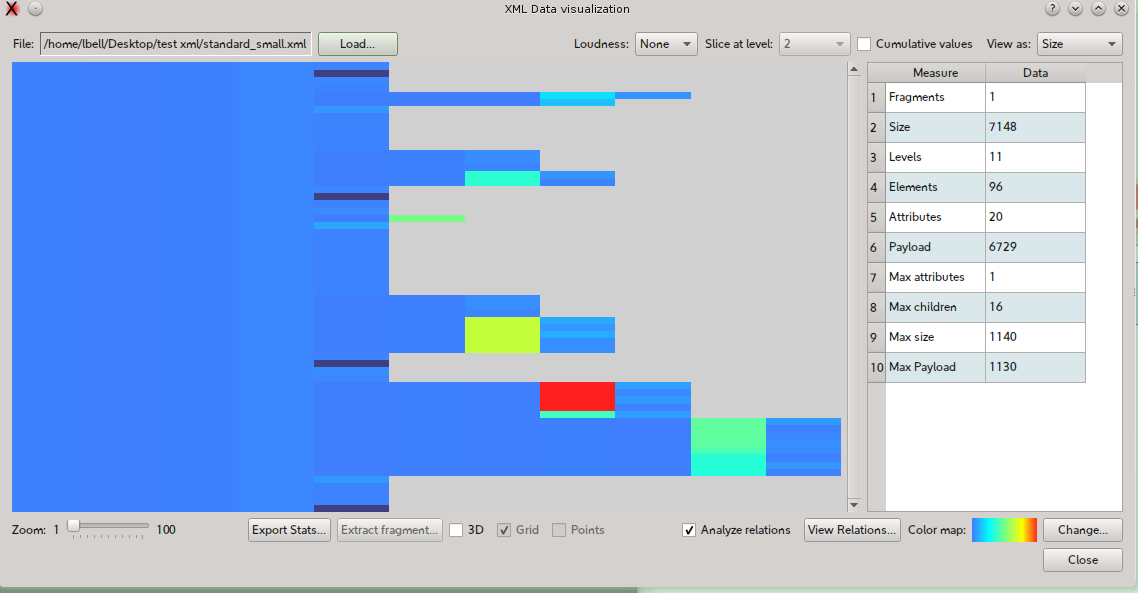 XML Data visualization
File: /home/lbell/Desktop/test xml/standard_small.xml Load... Loudness: None Slice at level: 2 Cumulative values View as: Size
Measure Data
1 Fragments 1
2 Size 7148
3 Levels 11
4 Elements 96
5 Attributes 20
6 Payload 6729
7 Max attributes 1
8 Max children 16
9 Max size 1140
10 Max Payload 1130
Zoom: 1 100 Export Stats... Extract fragment... 3D Grid Points Analyze relations View Relations... Color map: Change...
Close